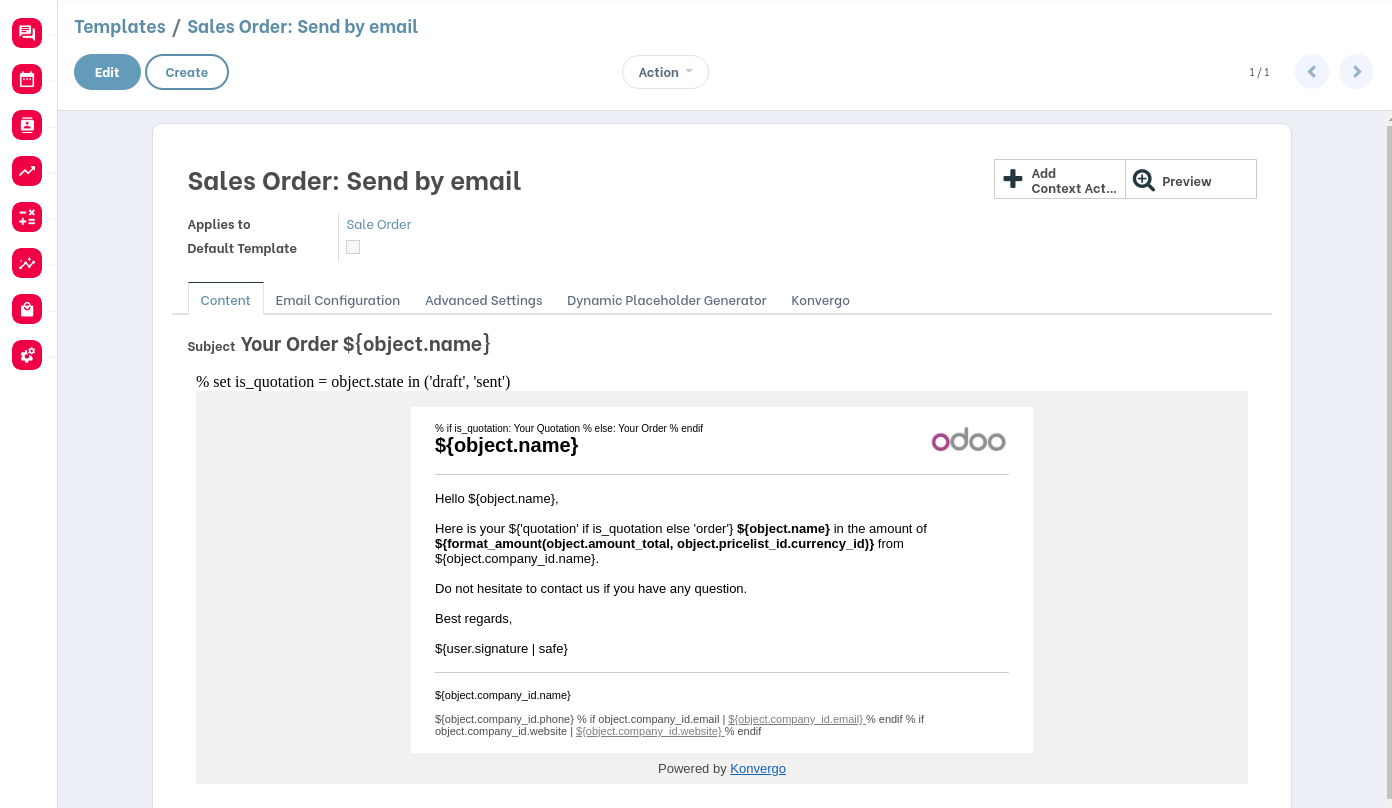 Templates / Sales Order: Send by email
Edit
Create
Action
1 / 1
Sales Order: Send by email
Add
Context Act...
Preview
Applies to
Sale Order
Default Template
Content
Email Configuration
Advanced Settings
Dynamic Placeholder Generator
Konvergo
Subject Your Order ${object.name}
% set is_quotation = object.state in ('draft', 'sent')
% if is_quotation: Your Quotation % else: Your Order % endif
${object.name}
odoo
Hello ${object.name},
Here is your ${'quotation' if is_quotation else 'order'} ${object.name} in the amount of
${format_amount(object.amount_total, object.pricelist_id.currency_id)} from
${object.company_id.name}.
Do not hesitate to contact us if you have any question.
Best regards,
${user.signature | safe}
${object.company_id.name}
${object.company_id.phone} % if object.company_id.email | ${object.company_id.email} % endif % if
object.company_id.website | ${object.company_id.website} % endif
Powered by Konvergo